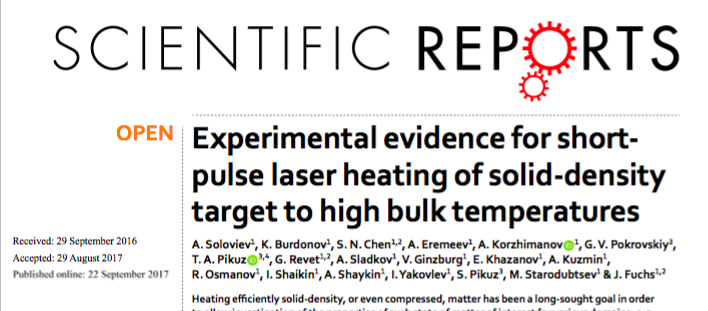 SCIENTIFIC REPORTS
OPEN
Experimental evidence for short-
pulse laser heating of solid-density
target to high bulk temperatures
Received: 29 September 2016
Accepted: 29 August 2017
Published online: 22 September 2017
A. Soloviev¹, K. Burdonov¹, S. N. Chen¹,², A. Eremeev¹, A. Korzhimanov¹, G. V. Pokrovskiy³,
T. A. Pikuz³,⁴, G. Revet¹,², A. Sladkov¹, V. Ginzburg¹, E. Khazanov¹, A. Kuzmin¹,
R. Osmanov¹, I. Shaikin¹, A. Shaykin¹, I. Yakovlev¹, S. Pikuz³, M. Starodubtsev¹ & J. Fuchs¹,²
Heating efficiently solid-density, or even compressed, matter has been a long-sought goal in order